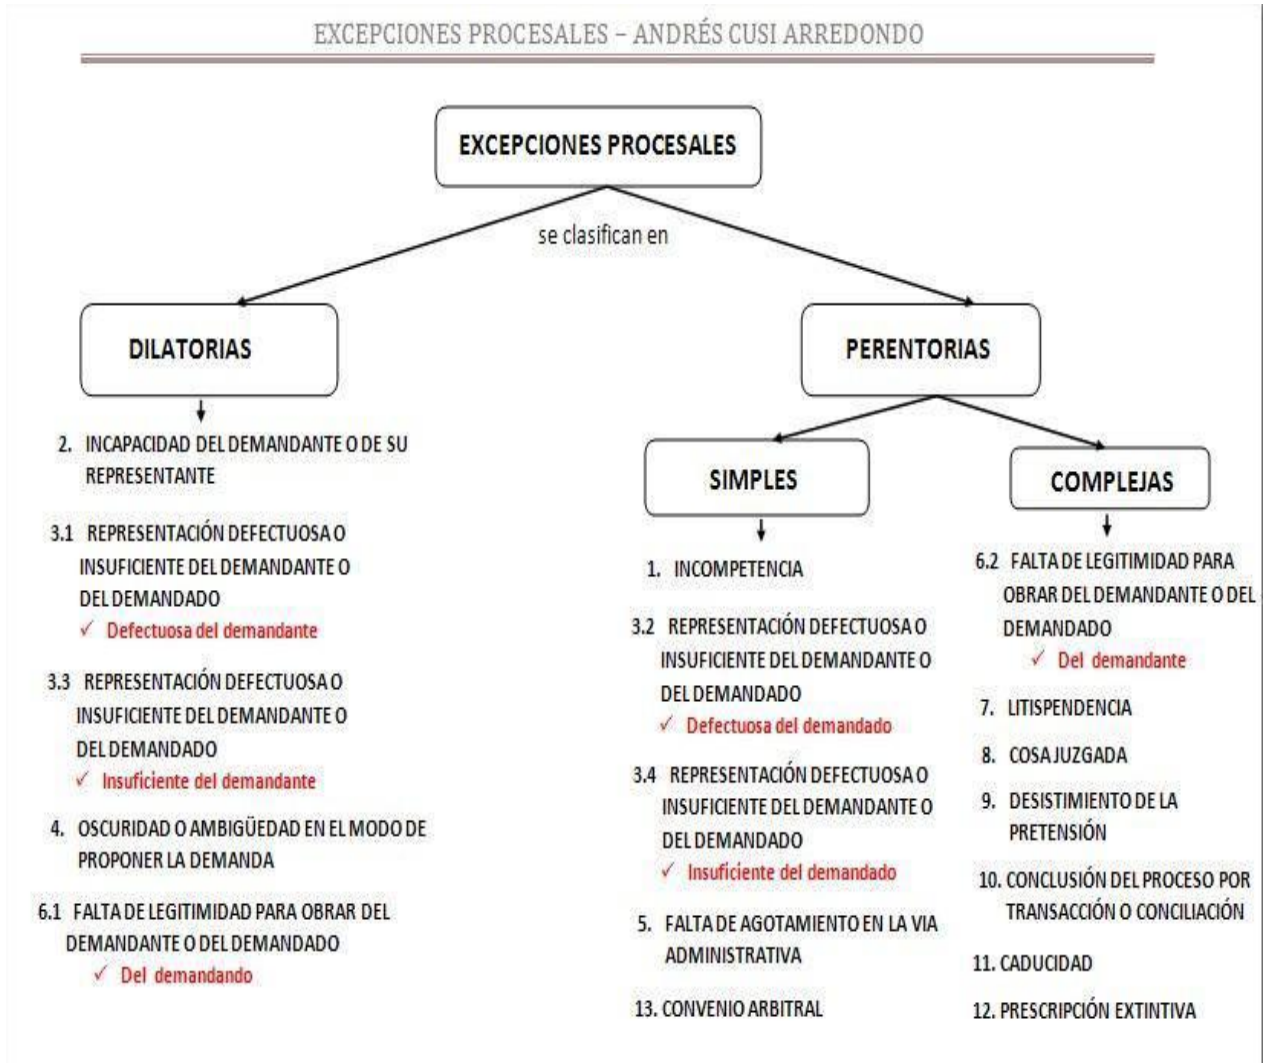 EXCEPCIONES PROCESALES – ANDRÉS CUSI ARREDONDO
EXCEPCIONES PROCESALES
se clasifican en
DILATORIAS
2. INCAPACIDAD DEL DEMANDANTE O DE SU
REPRESENTANTE
3.1 REPRESENTACIÓN DEFECTUOSA O
INSUFICIENTE DEL DEMANDANTE O
DEL DEMANDADO
✓ Defectuosa del demandante
3.3 REPRESENTACIÓN DEFECTUOSA O
INSUFICIENTE DEL DEMANDANTE O
DEL DEMANDADO
✓ Insuficiente del demandante
4. OSCURIDAD O AMBIGÜEDAD EN EL MODO DE
PROPONER LA DEMANDA
6.1 FALTA DE LEGITIMIDAD PARA OBRAR DEL
DEMANDANTE O DEL DEMANDADO
✓ Del demandando
PERENTORIAS
SIMPLES
1. INCOMPETENCIA
3.2 REPRESENTACIÓN DEFECTUOSA O
INSUFICIENTE DEL DEMANDANTE O
DEL DEMANDADO
✓ Defectuosa del demandado
3.4 REPRESENTACIÓN DEFECTUOSA O
INSUFICIENTE DEL DEMANDANTE O
DEL DEMANDADO
✓ Insuficiente del demandado
5. FALTA DE AGOTAMIENTO EN LA VIA
ADMINISTRATIVA
13. CONVENIO ARBITRAL
COMPLEJAS
6.2 FALTA DE LEGITIMIDAD PARA
OBRAR DEL DEMANDANTE O DEL
DEMANDADO
✓ Del demandante
7. LITISPENDENCIA
8. COSA JUZGADA
9. DESISTIMIENTO DE LA
PRETENSIÓN
10. CONCLUSIÓN DEL PROCESO POR
TRANSACCIÓN O CONCILIACIÓN
11. CADUCIDAD
12. PRESCRIPCIÓN EXTINTIVA